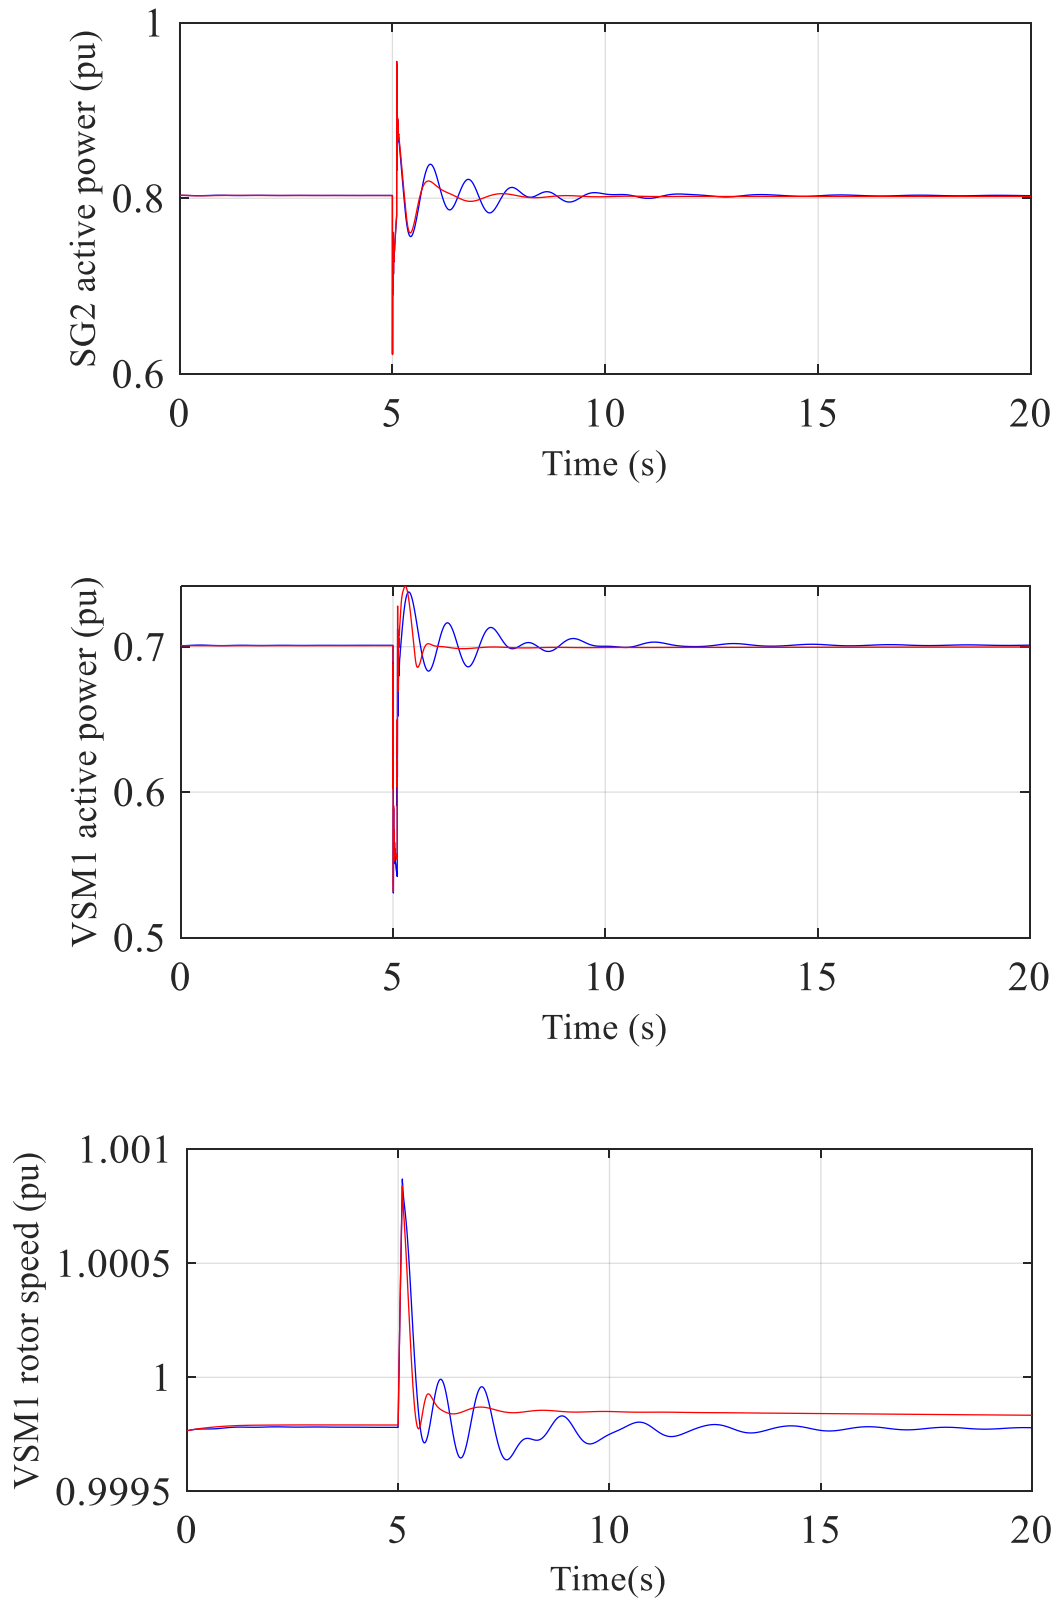 SG2 active power (pu)
1
0.8
0.6
0 5 10 15 20
Time (s)
VSM1 active power (pu)
0.7
0.6
0.5
0 5 10 15 20
Time (s)
VSM1 rotor speed (pu)
1.001
1.0005
1
0.9995
0 5 10 15 20
Time(s)